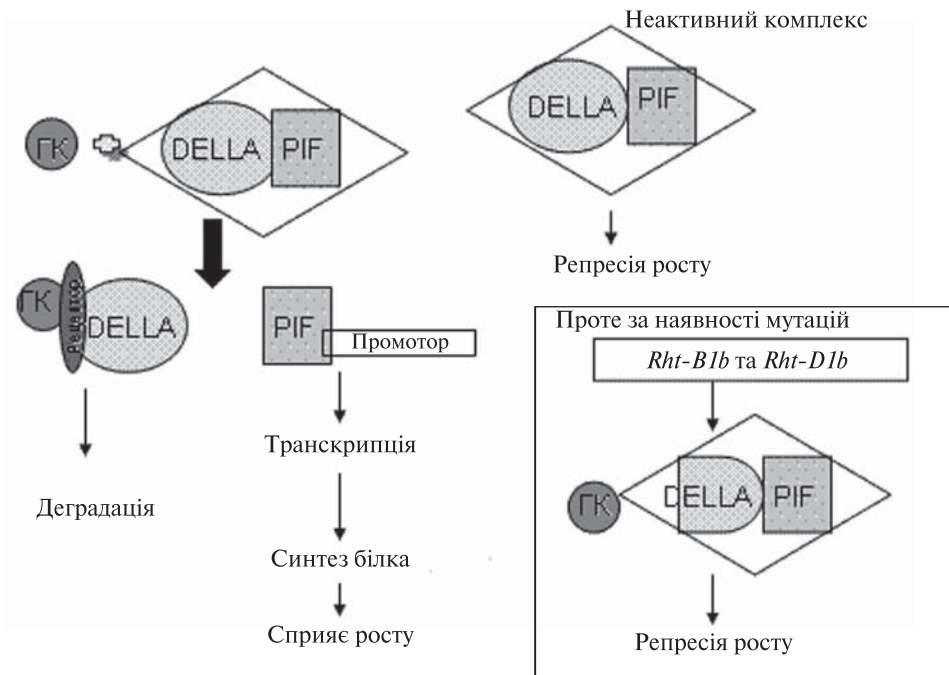 Неактивний комплекс
ГК
DELLA
PIF
DELLA
PIF
Репресія росту
ГК
Рецептор
DELLA
PIF
Промотор
Деградація
Транскрипція
Синтез білка
Сприяє росту
Проте за наявності мутацій
Rht-B1b та Rht-D1b
ГК
DELLA
PIF
Репресія росту